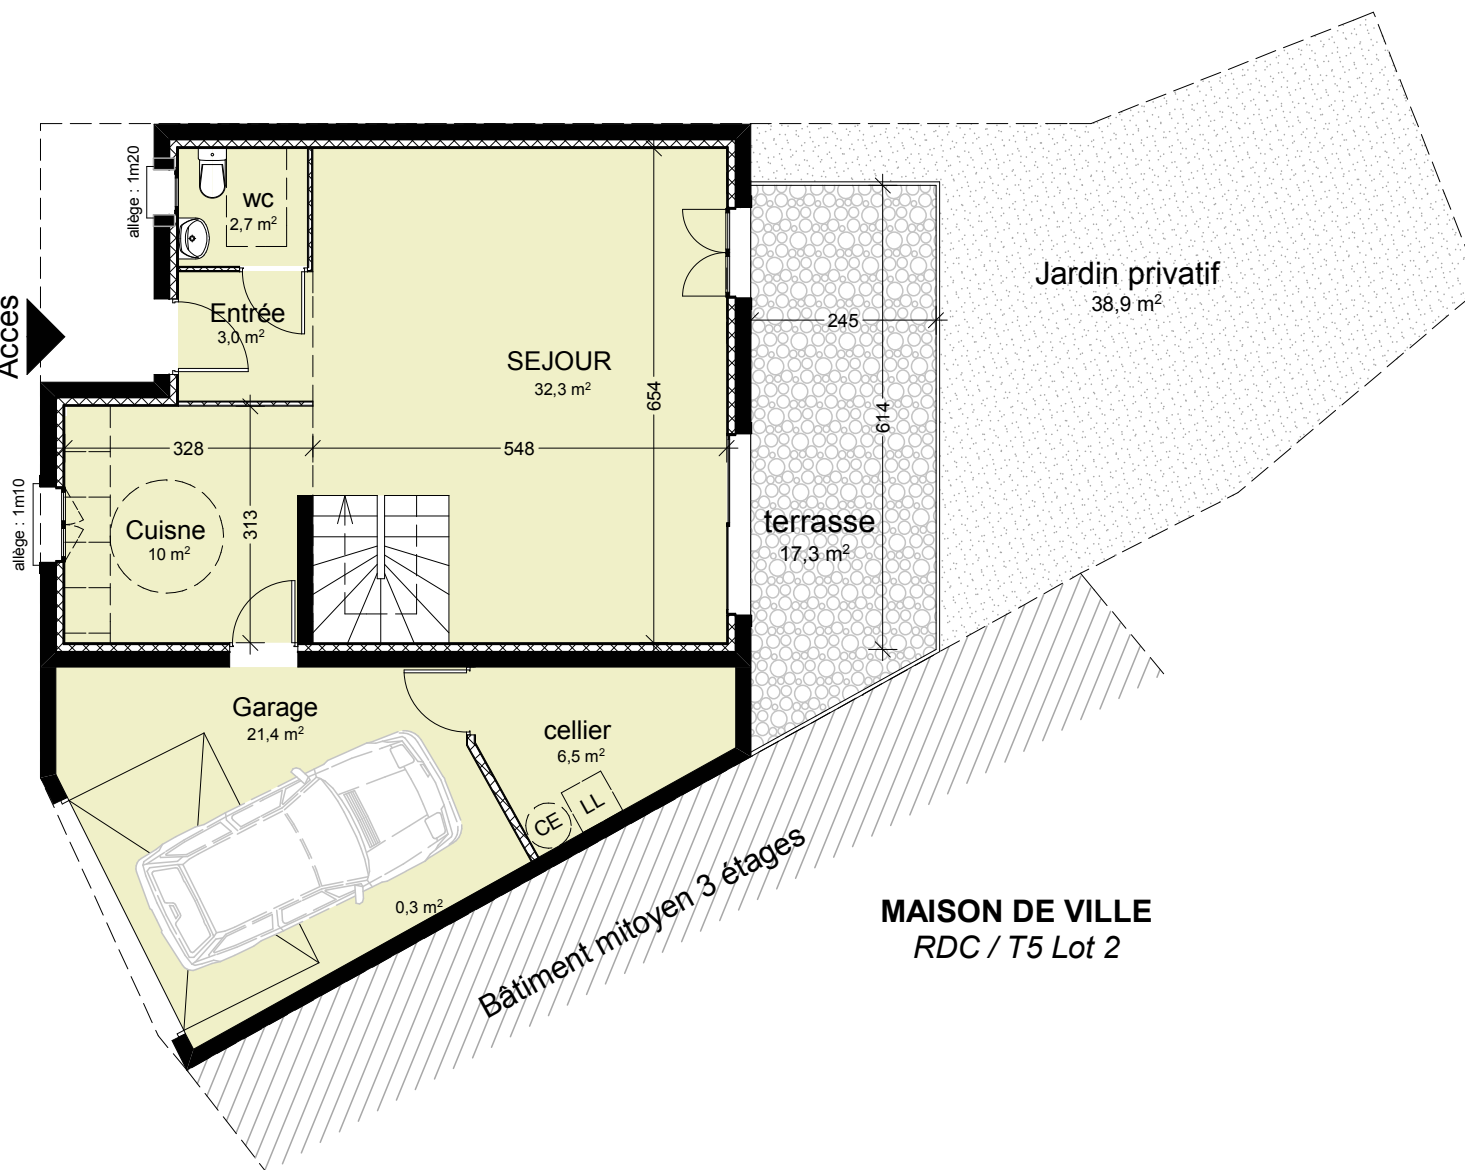 allège : 1m20
wc
2,7 m²
Accès
Entrée
3,0 m²
SEJOUR
32,3 m²
654
245
614
Jardin privatif
38,9 m²
328
548
allège : 1m10
Cuisne
10 m²
313
terrasse
17,3 m²
Garage
21,4 m²
cellier
6,5 m²
CE
LL
0,3 m²
Bâtiment mitoyen 3 étages
MAISON DE VILLE
RDC / T5 Lot 2